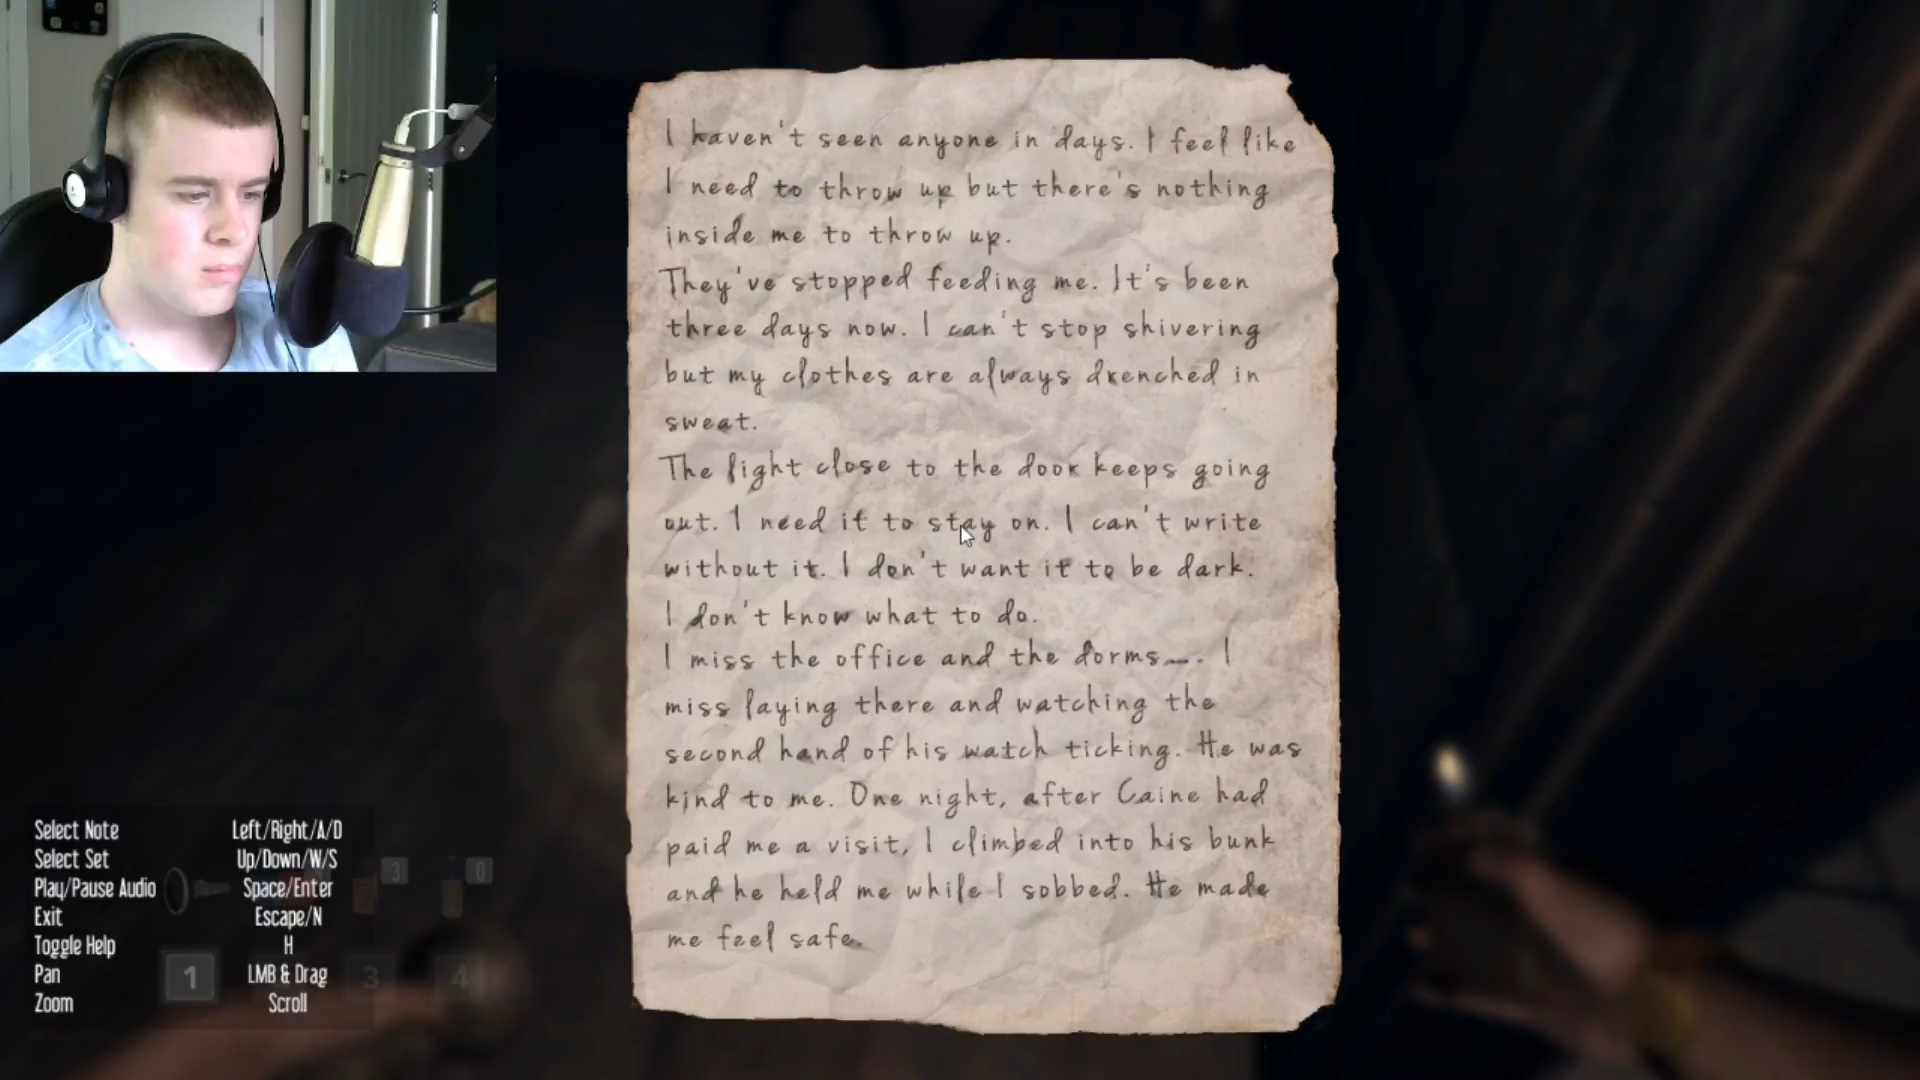 I haven't seen anyone in days. I feel like
I need to throw up but there's nothing
inside me to throw up.
They've stopped feeding me. It's been
three days now. I can't stop shivering
but my clothes are always drenched in
sweat.
The light close to the door keeps going
out. I need it to stay on. I can't write
without it. I don't want it to be dark.
I don't know what to do.
I miss the office and the dorms.... I
miss laying there and watching the
second hand of his watch ticking. He was
kind to me. One night, after Caine had
paid me a visit, I climbed into his bunk
and he held me while I sobbed. He made
me feel safe.
Select Note Left/Right/A/D
Select Set Up/Down/W/S
Play/Pause Audio Space/Enter
Exit Escape/N
Toggle Help H
Pan LMB & Drag
Zoom Scroll
3 0
1 3 4